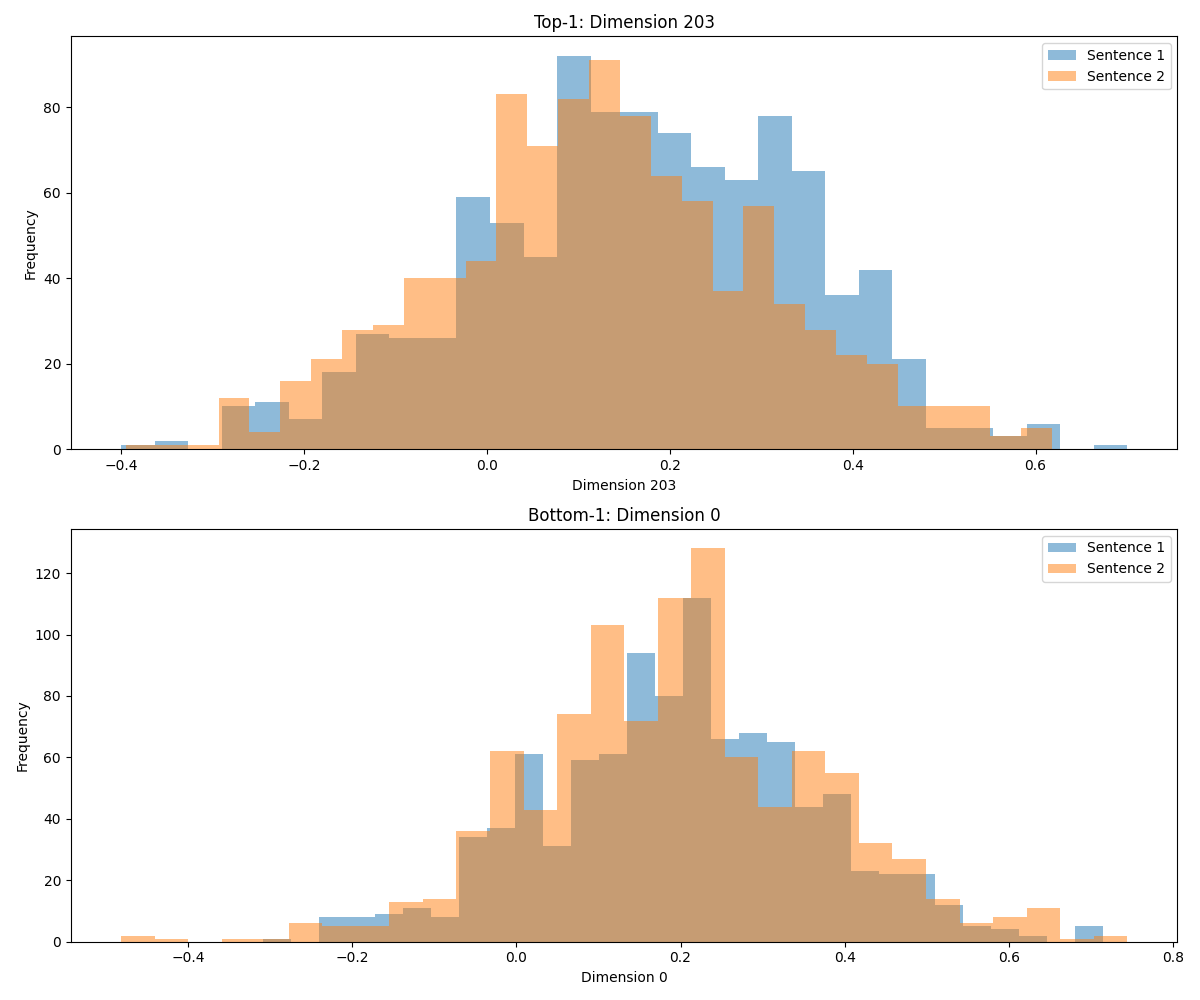 Top-1: Dimension 203
Sentence 1
Sentence 2
Frequency
80
60
40
20
0
−0.4 −0.2 0.0 0.2 0.4 0.6
Dimension 203
Bottom-1: Dimension 0
Sentence 1
Sentence 2
Frequency
120
100
80
60
40
20
0
−0.4 −0.2 0.0 0.2 0.4 0.6 0.8
Dimension 0